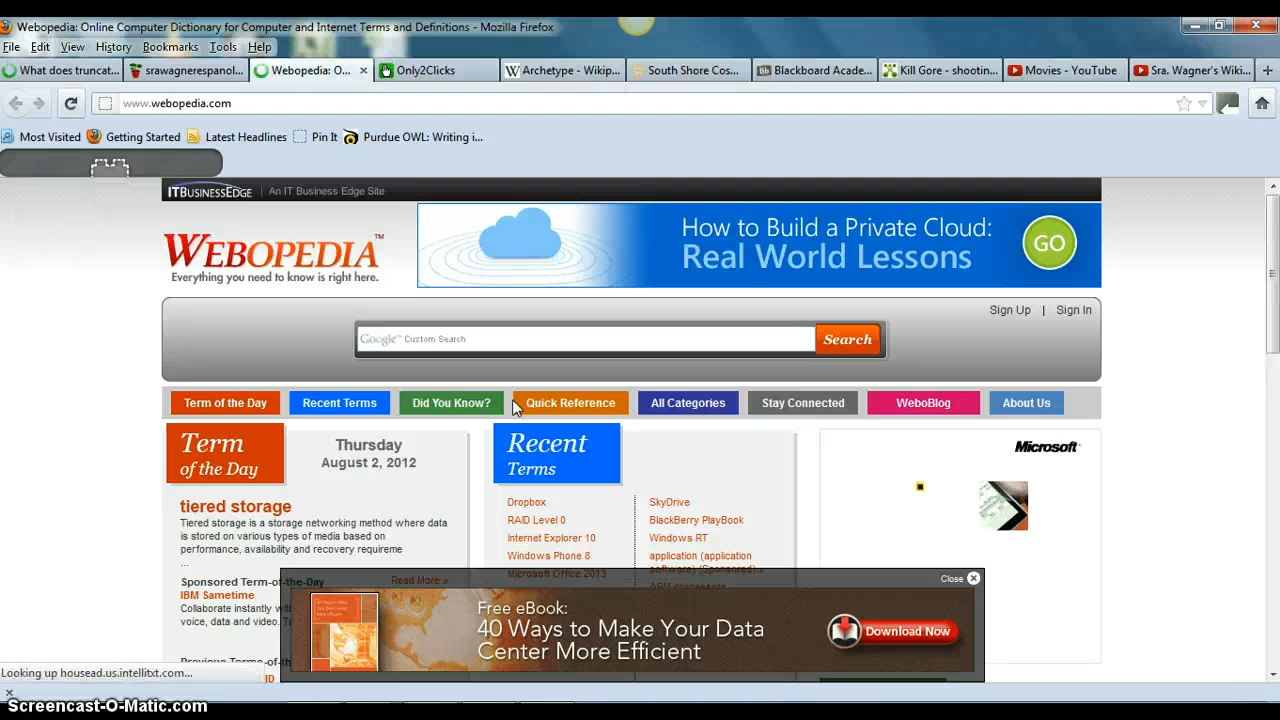 Webopedia: Online Computer Dictionary for Computer and Internet Terms and Definitions - Mozilla Firefox
File Edit View History Bookmarks Tools Help
What does truncat... srawagnerespanol... Webopedia: O... Only2Clicks Archetype - Wikip... South Shore Cos... Blackboard Acade... Kill Gore - shootin... Movies - YouTube Sra. Wagner's Wiki...
www.webopedia.com
Most Visited Getting Started Latest Headlines Pin It Purdue OWL: Writing i...
ITBUSINESSEDGE | An IT Business Edge Site
WEBOPEDIA™
Everything you need to know is right here.
How to Build a Private Cloud:
Real World Lessons
GO
Sign Up | Sign In
Google™ Custom Search
Search
Term of the Day Recent Terms Did You Know? Quick Reference All Categories Stay Connected WeboBlog About Us
Term
of the Day
Thursday
August 2, 2012
tiered storage
Tiered storage is a storage networking method where data
is stored on various types of media based on
performance, availability and recovery requireme
...
Read More »
Sponsored Term-of-the-Day
IBM Sametime
Collaborate instantly wi
voice, data and video. T
Previous Terms-of-th
ID
Recent
Terms
Dropbox
RAID Level 0
Internet Explorer 10
Windows Phone 8
Microsoft Office 2013
SkyDrive
BlackBerry PlayBook
Windows RT
application (application
software) (Sponsored) »
ARM processors
Microsoft
Close
Free eBook:
40 Ways to Make Your Data
Center More Efficient
Download Now
Looking up housead.us.intellitxt.com...
Screencast-O-Matic.com